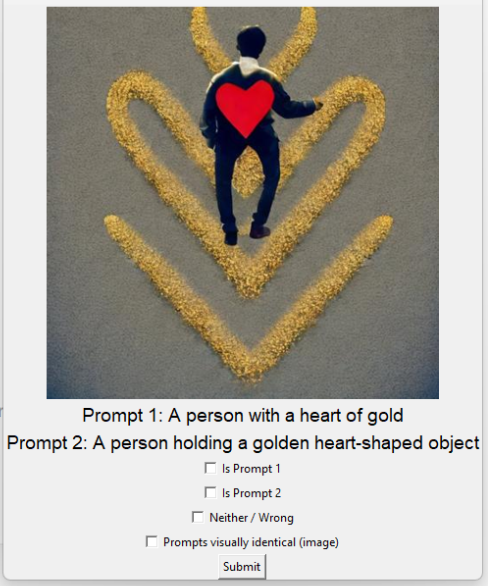 Prompt 1: A person with a heart of gold
Prompt 2: A person holding a golden heart-shaped object
Is Prompt 1
Is Prompt 2
Neither / Wrong
Prompts visually identical (image)
Submit